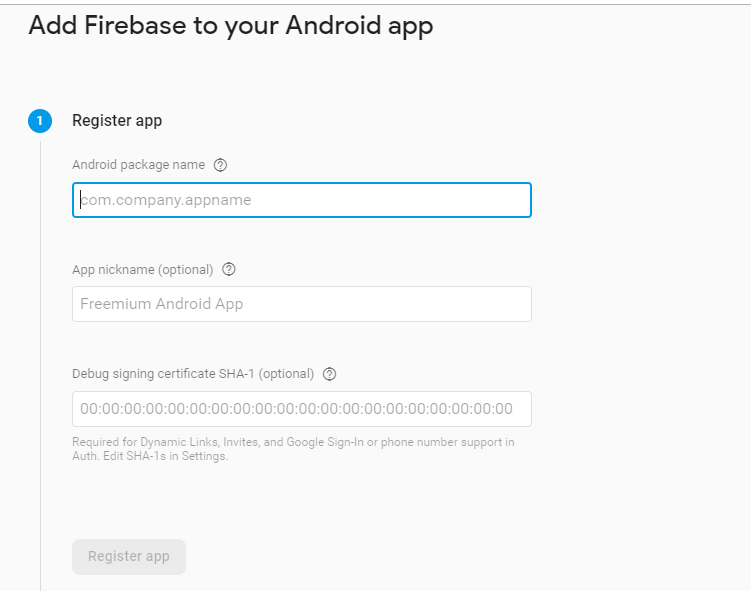 Add Firebase to your Android app
1
Register app
Android package name ?
com.company.appname
App nickname (optional) ?
Freemium Android App
Debug signing certificate SHA-1 (optional) ?
00:00:00:00:00:00:00:00:00:00:00:00:00:00:00:00:00:00:00:00
Required for Dynamic Links, Invites, and Google Sign-In or phone number support in
Auth. Edit SHA-1s in Settings.
Register app